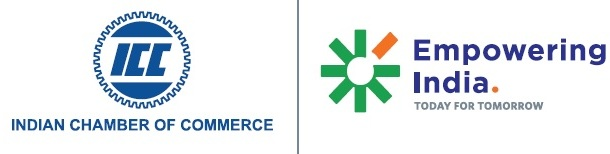 ICC
INDIAN CHAMBER OF COMMERCE
Empowering
India.
TODAY FOR TOMORROW